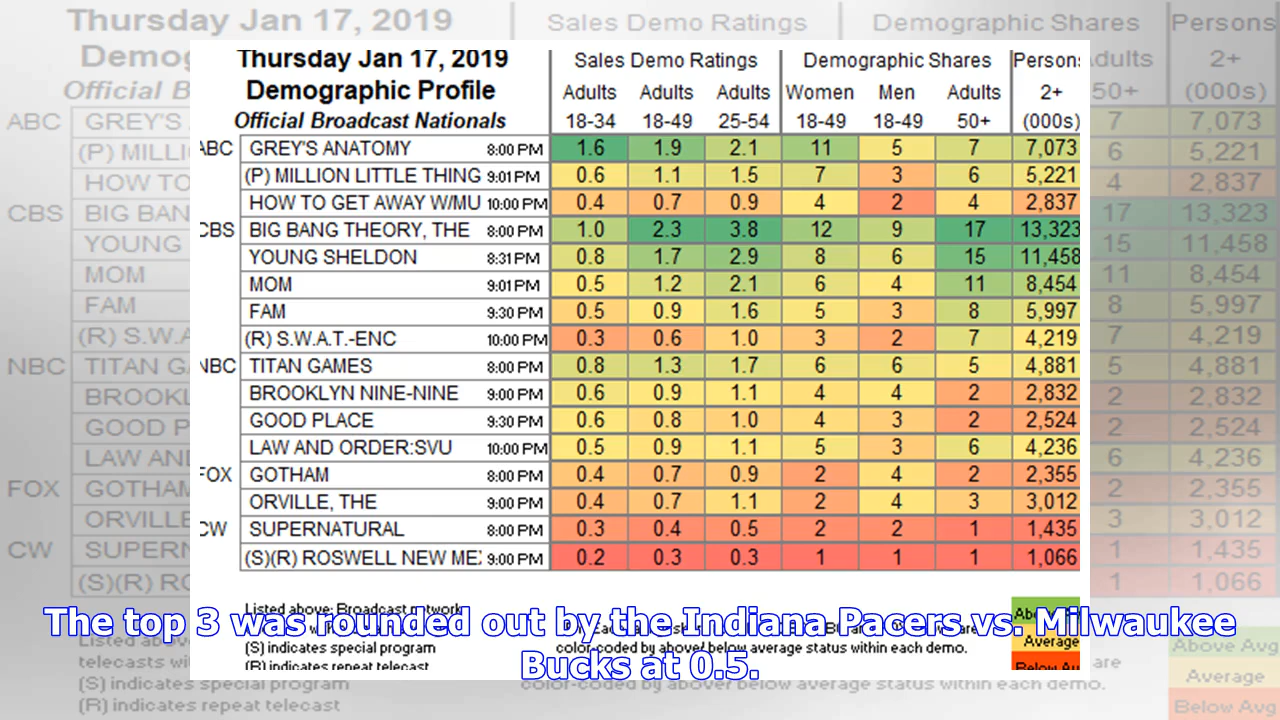 Thursday Jan 17, 2019 Sales Demo Ratings Demographic Shares Persons
Demographic Profile Adults Adults Adults Women Men Adults 2+
Official Broadcast Nationals 18-34 18-49 25-54 18-49 18-49 50+ (000s)
ABC GREY'S ANATOMY 8:00 PM 1.6 1.9 2.1 11 5 7 7,073
(P) MILLION LITTLE THING 9:01 PM 0.6 1.1 1.5 7 3 6 5,221
HOW TO GET AWAY W/MU 10:00 PM 0.4 0.7 0.9 4 2 4 2,837
CBS BIG BANG THEORY, THE 8:00 PM 1.0 2.3 3.8 12 9 17 13,323
YOUNG SHELDON 8:31 PM 0.8 1.7 2.9 8 6 15 11,458
MOM 9:01 PM 0.5 1.2 2.1 6 4 11 8,454
FAM 9:30 PM 0.5 0.9 1.6 5 3 8 5,997
(R) S.W.A.T.-ENC 10:00 PM 0.3 0.6 1.0 3 2 7 4,219
NBC TITAN GAMES 8:00 PM 0.8 1.3 1.7 6 6 5 4,881
BROOKLYN NINE-NINE 9:00 PM 0.6 0.9 1.1 4 4 2 2,832
GOOD PLACE 9:30 PM 0.6 0.8 1.0 4 3 2 2,524
LAW AND ORDER:SVU 10:00 PM 0.5 0.9 1.1 5 3 6 4,236
FOX GOTHAM 8:00 PM 0.4 0.7 0.9 2 4 2 2,355
ORVILLE, THE 9:00 PM 0.4 0.7 1.1 2 4 3 3,012
CW SUPERNATURAL 8:00 PM 0.3 0.4 0.5 2 2 1 1,435
(S)(R) ROSWELL NEW ME 9:00 PM 0.2 0.3 0.3 1 1 1 1,066
Listed above: Broadcast network
The top 3 was rounded out by the Indiana Pacers vs. Milwaukee
Bucks at 0.5.
(S) indicates special program color-coded by above/ below average status within each demo. Average
(R) indicates repeat telecast Below Av